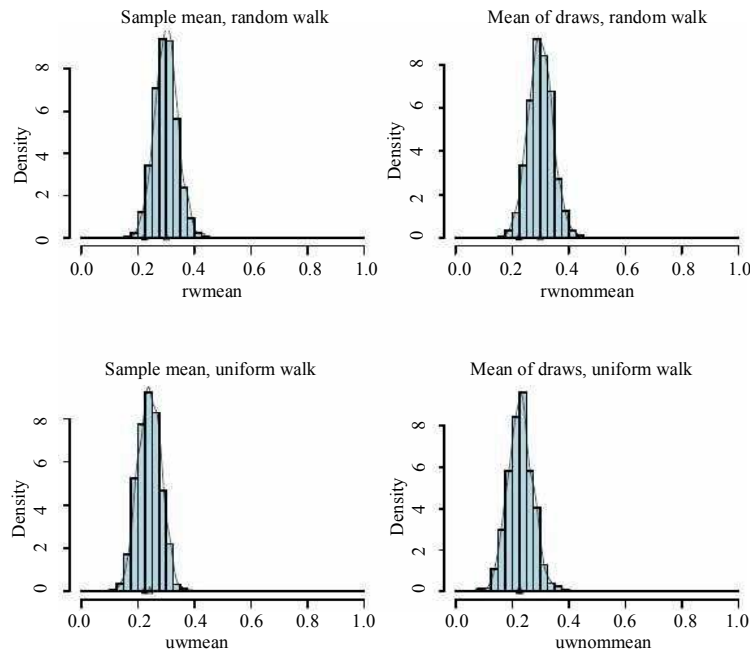 Sample mean, random walk
Density
0 2 4 6 8
0.0 0.2 0.4 0.6 0.8 1.0
rwmean
Mean of draws, random walk
Density
0 2 4 6 8
0.0 0.2 0.4 0.6 0.8 1.0
rwnommean
Sample mean, uniform walk
Density
0 2 4 6 8
0.0 0.2 0.4 0.6 0.8 1.0
uwmean
Mean of draws, uniform walk
Density
0 2 4 6 8
0.0 0.2 0.4 0.6 0.8 1.0
uwnommean